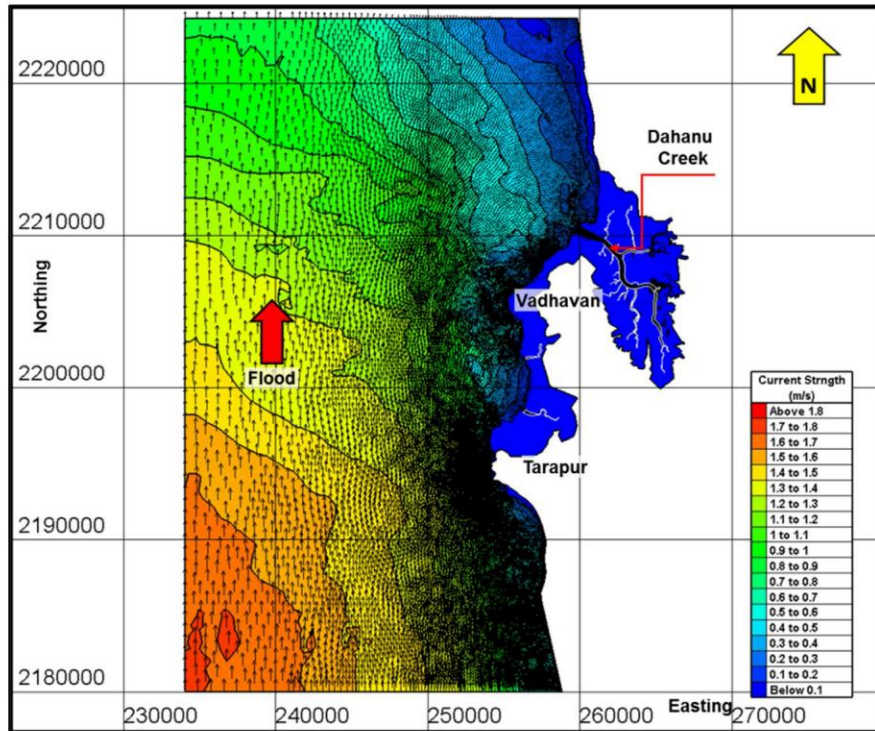 2220000
N
Dahanu
Creek
2210000
Northing
Vadhavan
2200000
Flood
Current Strngth
(m/s)
Above 1.8
1.7 to 1.8
1.6 to 1.7
1.5 to 1.6
1.4 to 1.5
1.3 to 1.4
1.2 to 1.3
1.1 to 1.2
1 to 1.1
0.9 to 1
0.8 to 0.9
0.7 to 0.8
0.6 to 0.7
0.5 to 0.6
0.4 to 0.5
0.3 to 0.4
0.2 to 0.3
0.1 to 0.2
Below 0.1
Tarapur
2190000
2180000
Easting
230000
240000
250000
260000
270000